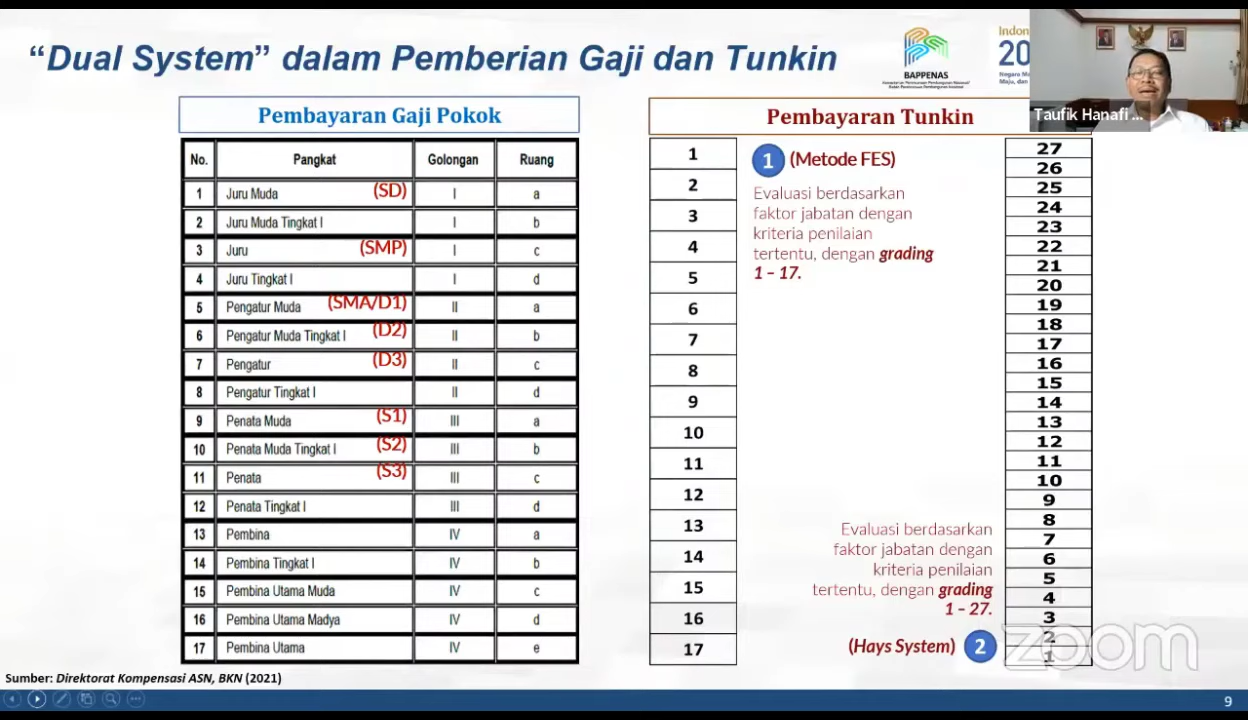 “Dual System” dalam Pemberian Gaji dan Tunkin
BAPPENAS
Indon
20
Negara M
Maju, dan
Taufik Hanafi ...
Pembayaran Gaji Pokok
No. Pangkat Golongan Ruang
1 Juru Muda (SD) I a
2 Juru Muda Tingkat I I b
3 Juru (SMP) I c
4 Juru Tingkat I I d
5 Pengatur Muda (SMA/D1) II a
6 Pengatur Muda Tingkat I (D2) II b
7 Pengatur (D3) II c
8 Pengatur Tingkat I II d
9 Penata Muda (S1) III a
10 Penata Muda Tingkat I (S2) III b
11 Penata (S3) III c
12 Penata Tingkat I III d
13 Pembina IV a
14 Pembina Tingkat I IV b
15 Pembina Utama Muda IV c
16 Pembina Utama Madya IV d
17 Pembina Utama IV e
Pembayaran Tunkin
1
2
3
4
5
6
7
8
9
10
11
12
13
14
15
16
17
1 (Metode FES)
Evaluasi berdasarkan
faktor jabatan dengan
kriteria penilaian
tertentu, dengan grading
1 – 17.
Evaluasi berdasarkan
faktor jabatan dengan
kriteria penilaian
tertentu, dengan grading
1 – 27.
(Hays System) 2
27
26
25
24
23
22
21
20
19
18
17
16
15
14
13
12
11
10
9
8
7
6
5
4
3
2
1
zoom
Sumber: Direktorat Kompensasi ASN, BKN (2021)
9